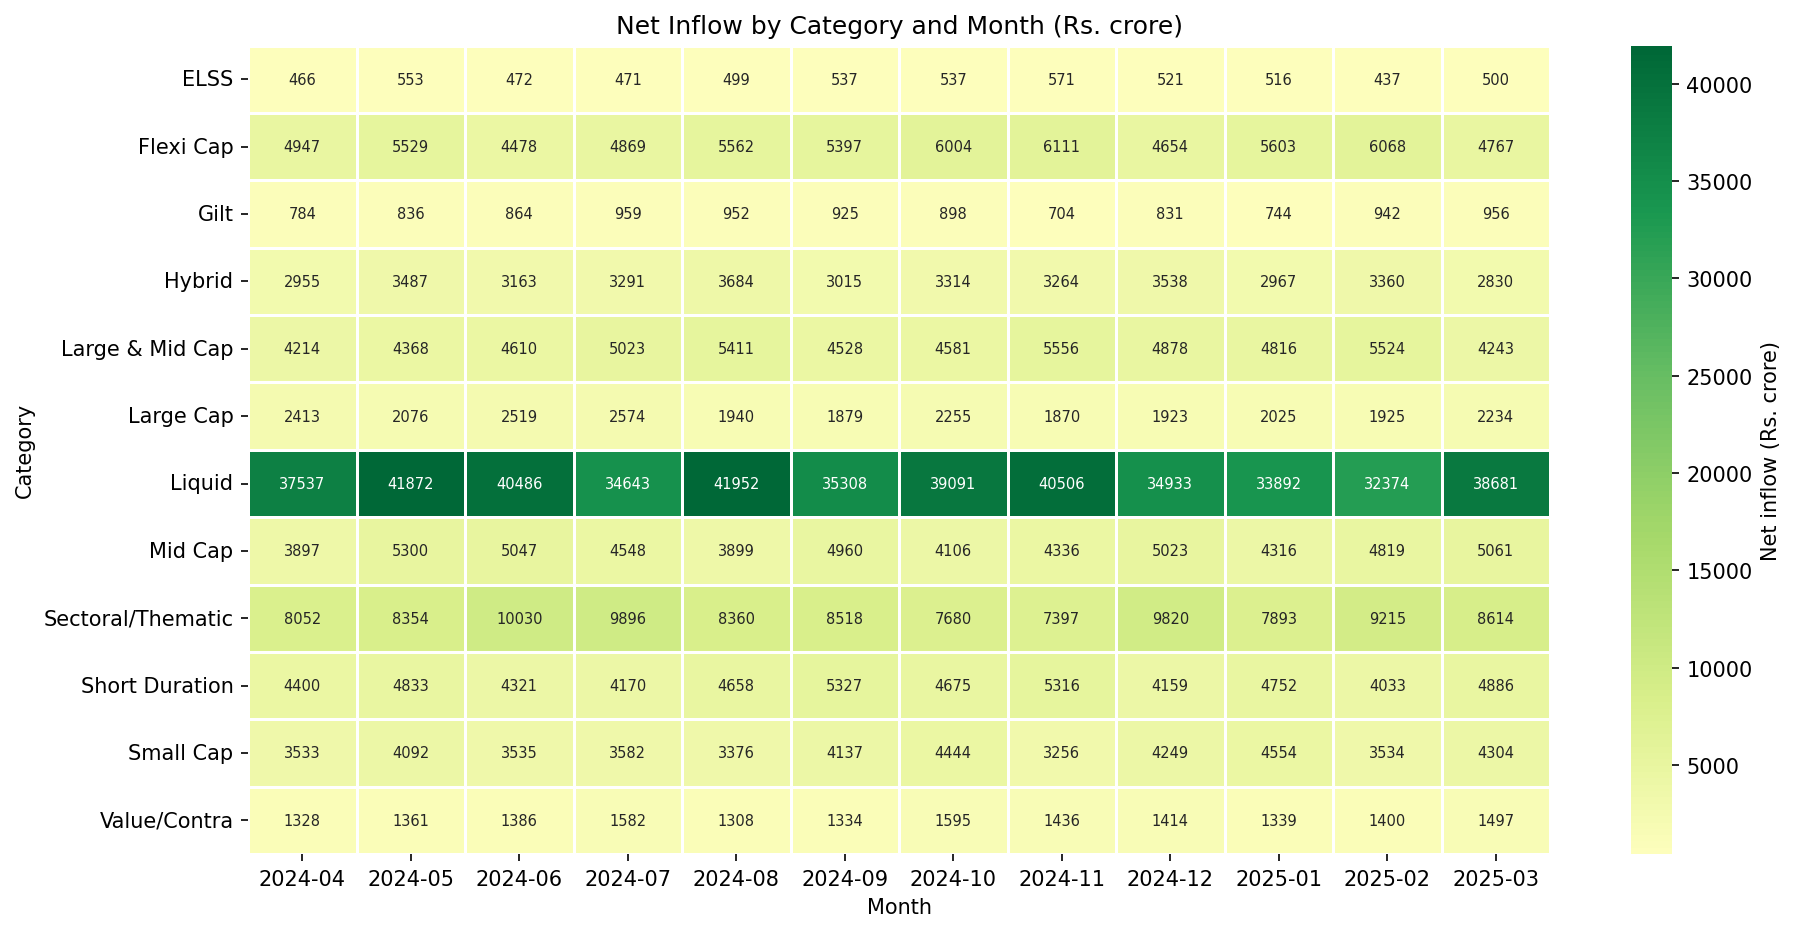 Net Inflow by Category and Month (Rs. crore)
Category
ELSS 466 553 472 471 499 537 537 571 521 516 437 500
Flexi Cap 4947 5529 4478 4869 5562 5397 6004 6111 4654 5603 6068 4767
Gilt 784 836 864 959 952 925 898 704 831 744 942 956
Hybrid 2955 3487 3163 3291 3684 3015 3314 3264 3538 2967 3360 2830
Large & Mid Cap 4214 4368 4610 5023 5411 4528 4581 5556 4878 4816 5524 4243
Large Cap 2413 2076 2519 2574 1940 1879 2255 1870 1923 2025 1925 2234
Liquid 37537 41872 40486 34643 41952 35308 39091 40506 34933 33892 32374 38681
Mid Cap 3897 5300 5047 4548 3899 4960 4106 4336 5023 4316 4819 5061
Sectoral/Thematic 8052 8354 10030 9896 8360 8518 7680 7397 9820 7893 9215 8614
Short Duration 4400 4833 4321 4170 4658 5327 4675 5316 4159 4752 4033 4886
Small Cap 3533 4092 3535 3582 3376 4137 4444 3256 4249 4554 3534 4304
Value/Contra 1328 1361 1386 1582 1308 1334 1595 1436 1414 1339 1400 1497
2024-04 2024-05 2024-06 2024-07 2024-08 2024-09 2024-10 2024-11 2024-12 2025-01 2025-02 2025-03
Month
40000
35000
30000
25000
20000
15000
10000
5000
Net inflow (Rs. crore)